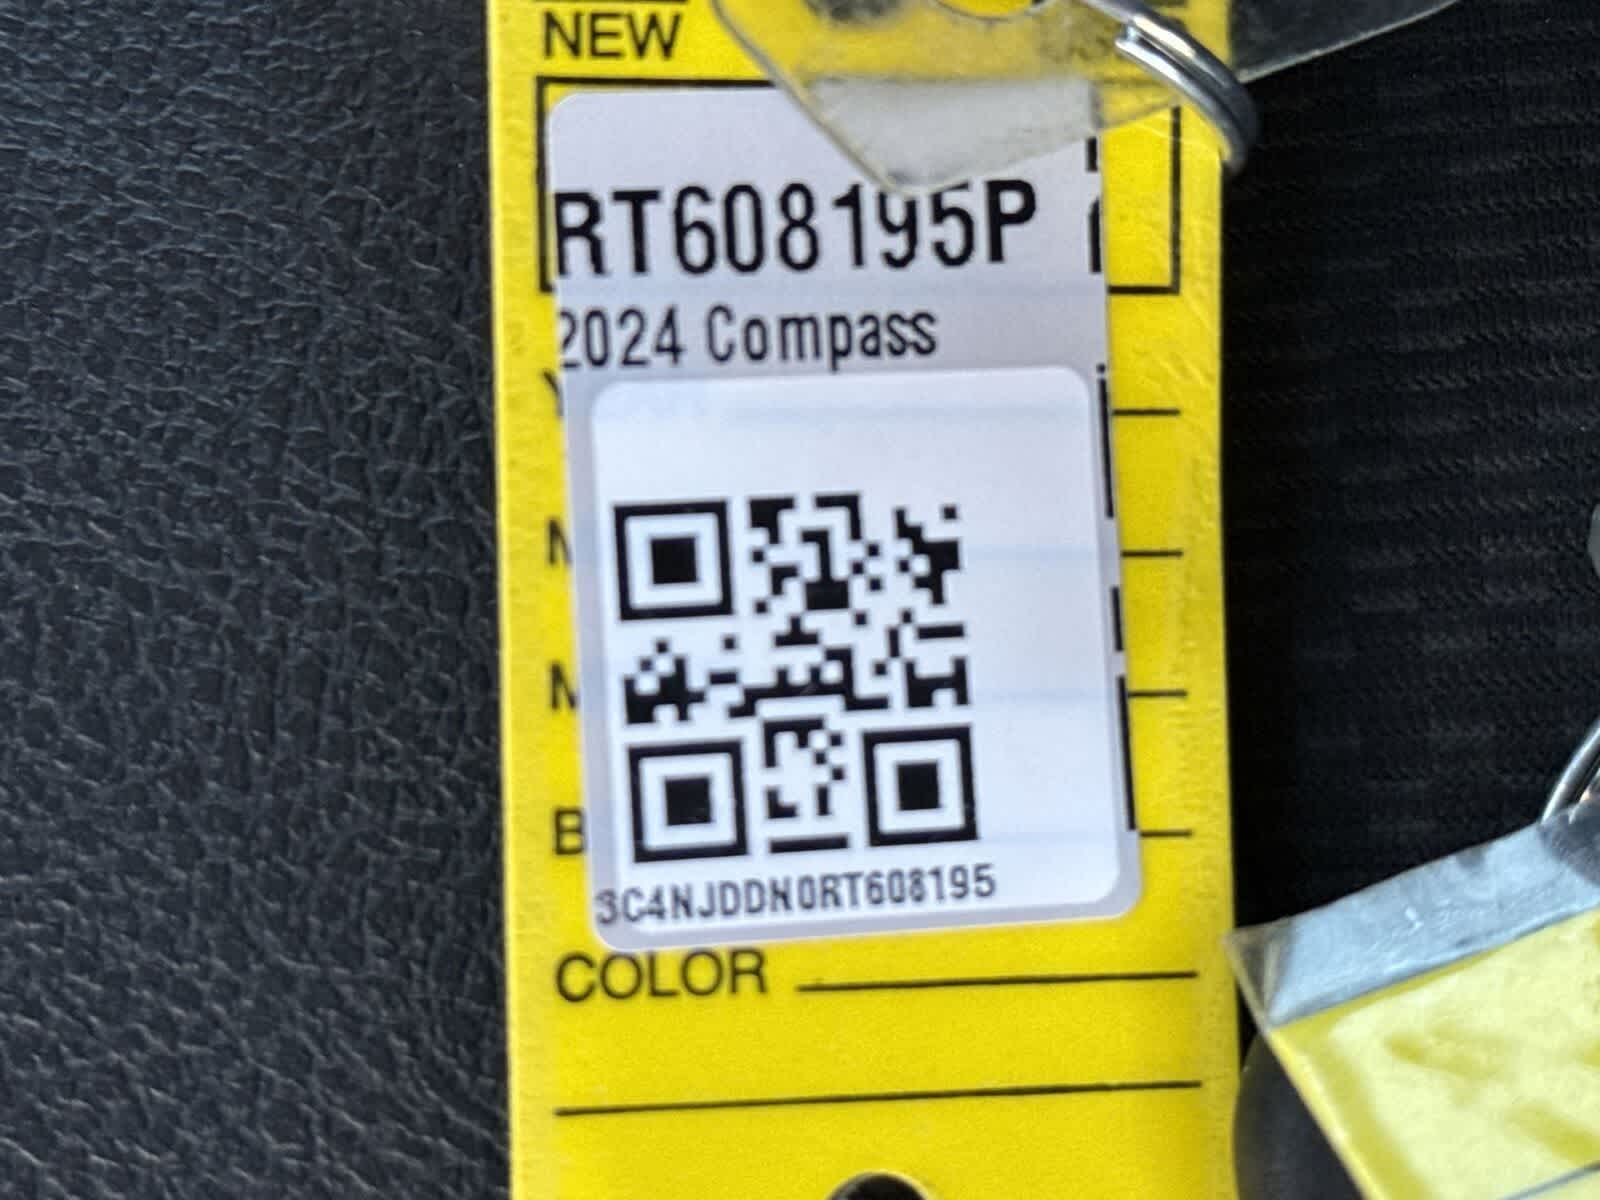 NEW
RT608195P
2024 Compass
3C4NJDDN0RT608195
COLOR